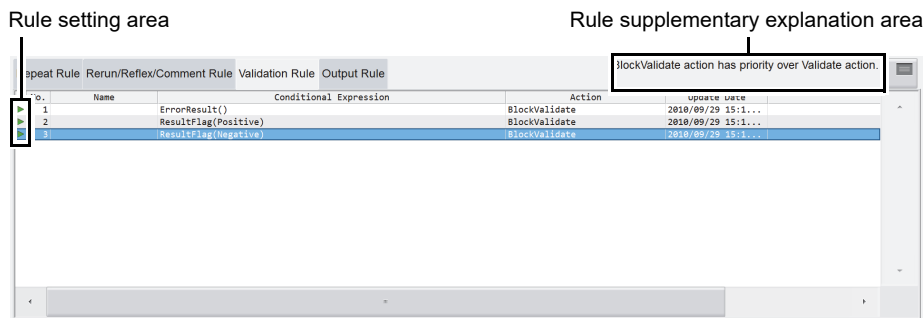 Rule setting area
Rule supplementary explanation area
BlockValidate action has priority over Validate action.
epeat Rule Rerun/Reflex/Comment Rule Validation Rule Output Rule
No. Name Conditional Expression Action Update Date
1 ErrorResult() BlockValidate 2010/09/29 15:1...
2 ResultFlag(Positive) BlockValidate 2010/09/29 15:1...
3 ResultFlag(Negative) BlockValidate 2010/09/29 15:1...